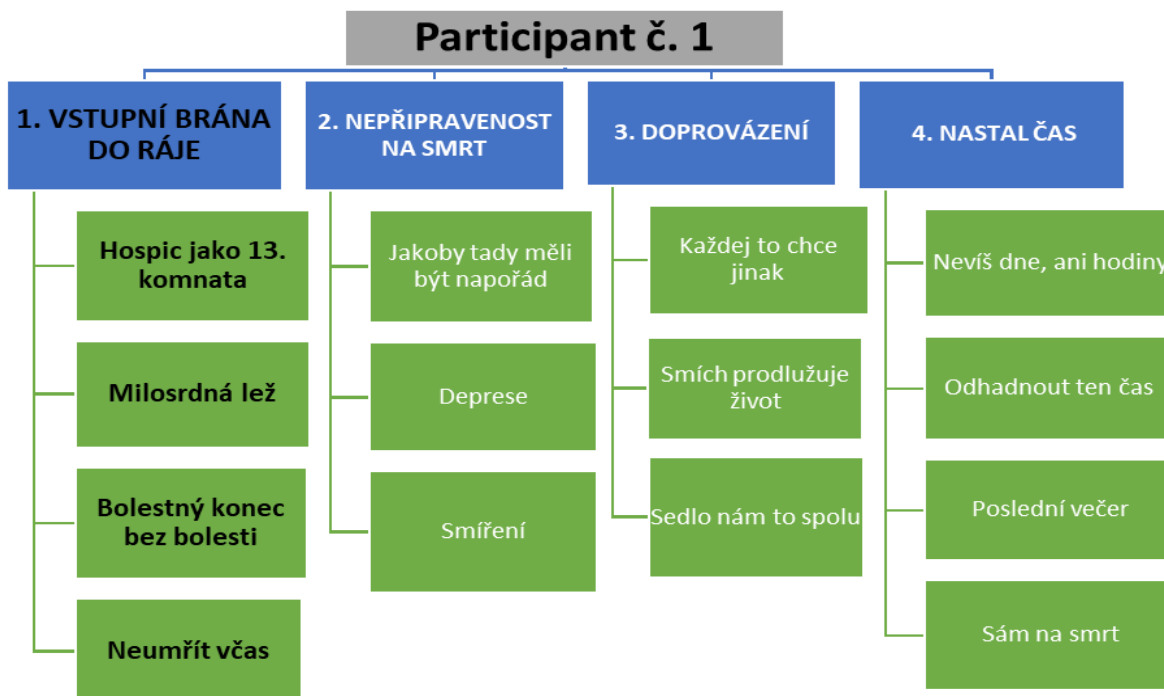 Participant č. 1
1. VSTUPNÍ BRÁNA
DO RÁJE
Hospic jako 13.
komnata
Milosrdná lež
Bolestný konec
bez bolesti
Neumřít včas
2. NEPŘIPRAVENOST
NA SMRT
Jakoby tady měli
být napořád
Deprese
Smíření
3. DOPROVÁZENÍ
Každej to chce
jinak
Smích prodlužuje
život
Sedlo nám to spolu
4. NASTAL ČAS
Nevíš dne, ani hodiny
Odhadnout ten čas
Poslední večer
Sám na smrt